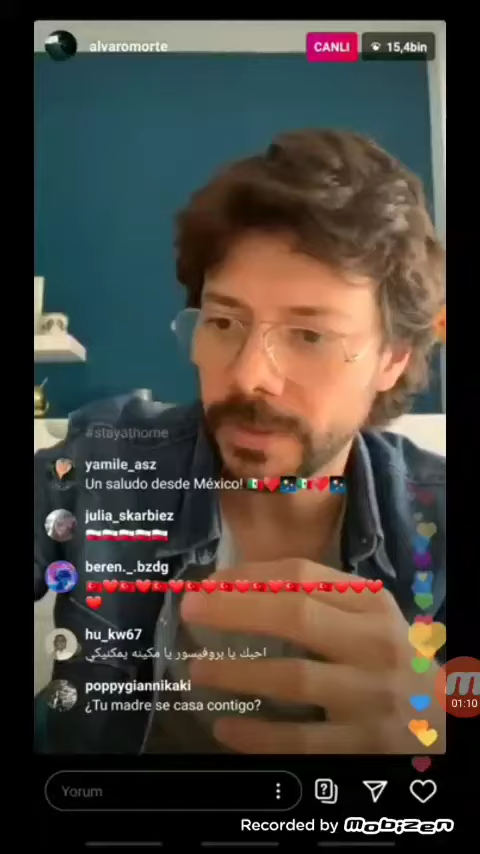 alvaromorte
CANLI
15,4bin
#stayathome
yamile_asz
Un saludo desde México! 🇲🇽❤️🌃🇲🇽❤️🌃
julia_skarbiez
🇵🇱🇵🇱🇵🇱🇵🇱🇵🇱
beren._.bzdg
🇹🇷❤️🇹🇷❤️🇹🇷❤️🇹🇷❤️🇹🇷❤️🇹🇷❤️🇹🇷❤️❤️❤️
❤️
hu_kw67
احبك يا بروفيسور يا مكينه يمكنيكي
poppygiannikaki
¿Tu madre se casa contigo?
01:10
Yorum
Recorded by mobizen